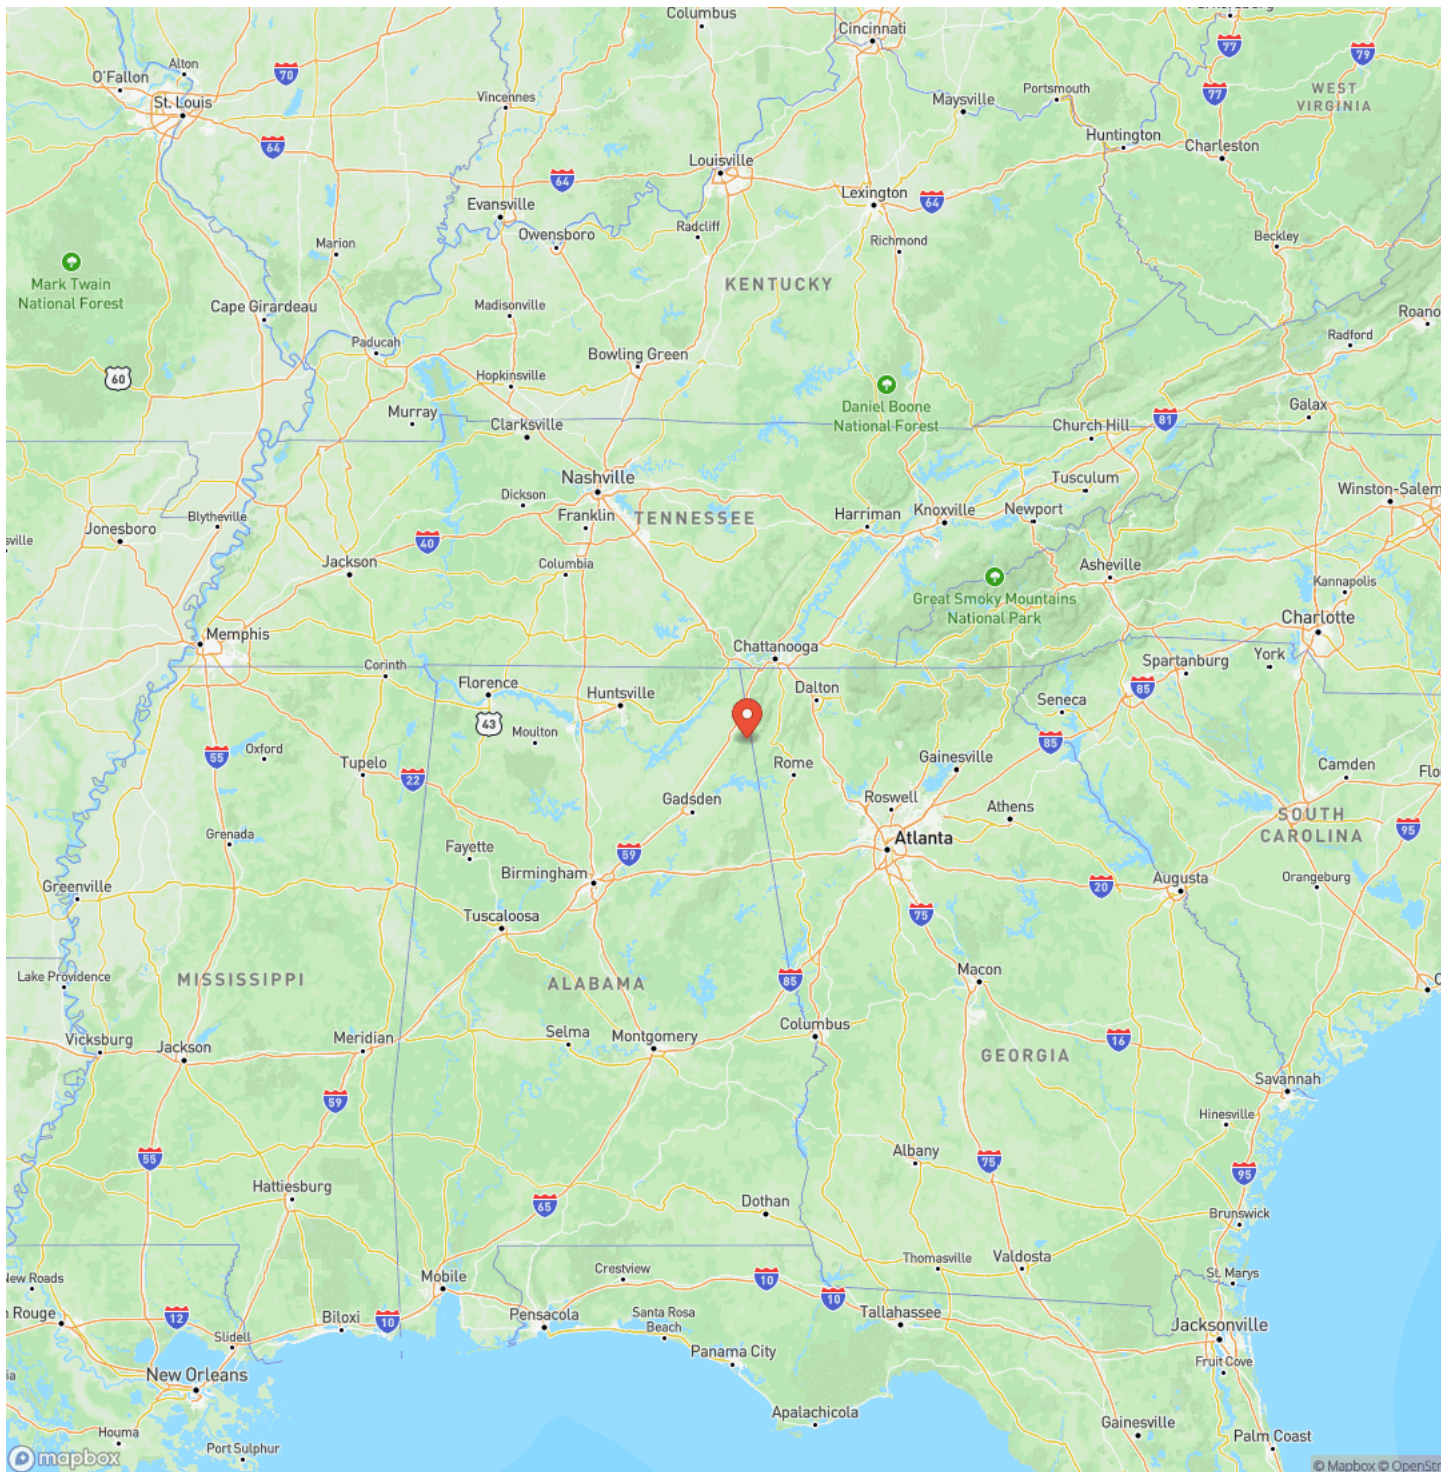 Columbus
Cincinnati
Alton
O'Fallon
70
77
79
St. Louis
Vincennes
Maysville
Portsmouth
77
WEST
VIRGINIA
64
Huntington
Charleston
Louisville
64
Lexington
64
Evansville
Radcliff
Owensboro
Richmond
Beckley
Marion
Mark Twain
National Forest
KENTUCKY
Cape Girardeau
Madisonville
Roano
Radford
Paducah
Bowling Green
60
Hopkinsville
Murray
Daniel Boone
National Forest
Galax
Clarksville
Church Hill
81
Nashville
Tusculum
Winston-Salem
Dickson
Blytheville
Franklin
TENNESSEE
Harriman
Knoxville
Newport
Jonesboro
sville
40
Jackson
Columbia
Asheville
Kannapolis
Great Smoky Mountains
National Park
Charlotte
Memphis
Chattanooga
Corinth
Spartanburg
York
Florence
Huntsville
Dalton
85
Seneca
43
Moulton
85
55
Oxford
Tupelo
22
Rome
Gainesville
Camden
Flo
Gadsden
Roswell
Athens
SOUTH
CAROLINA
95
Grenada
Atlanta
Fayette
59
Birmingham
Greenville
20
Augusta
Orangeburg
Tuscaloosa
75
Lake Providence
MISSISSIPPI
ALABAMA
85
Macon
C
Vicksburg
Jackson
Meridian
Selma
Montgomery
Columbus
16
GEORGIA
Savannah
59
Hinesville
55
Albany
75
95
Hattiesburg
65
Dothan
Brunswick
New Roads
Crestview
Thomasville
Valdosta
St. Marys
Mobile
10
10
n Rouge
12
Biloxi
10
Pensacola
Santa Rosa
Beach
Tallahassee
Jacksonville
Slidell
Panama City
Fruit Cove
New Orleans
ia
Apalachicola
Gainesville
Houma
Port Sulphur
Palm Coast
mapbox
© Mapbox © OpenStr